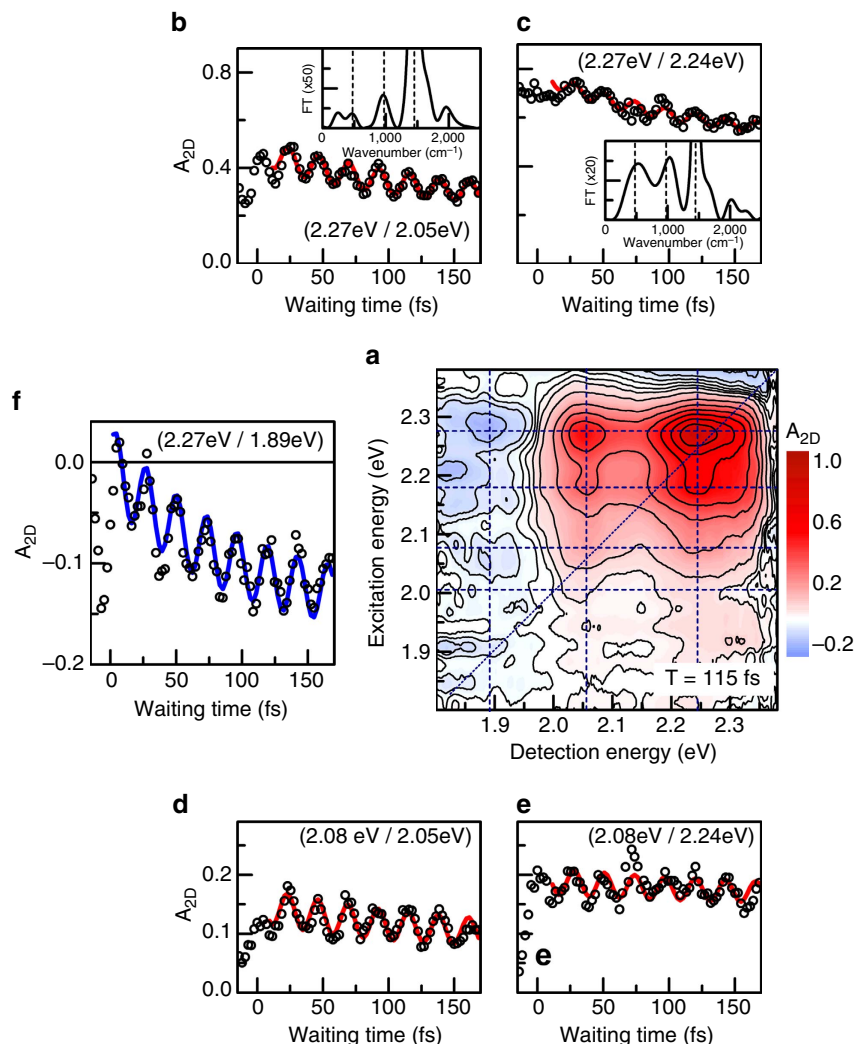 b
(2.27eV / 2.05eV)
A2D
0.8
0.4
0.0
0 50 100 150
Waiting time (fs)
FT (x50)
0 1,000 2,000
Wavenumber (cm⁻¹)
c
(2.27eV / 2.24eV)
FT (x20)
0 1,000 2,000
Wavenumber (cm⁻¹)
0 50 100 150
Waiting time (fs)
f
(2.27eV / 1.89eV)
A2D
0.0
−0.1
−0.2
0 50 100 150
Waiting time (fs)
a
Excitation energy (eV)
2.3
2.2
2.1
2.0
1.9
T = 115 fs
1.9 2.0 2.1 2.2 2.3
Detection energy (eV)
A2D
1.0
0.6
0.2
−0.2
d
(2.08 eV / 2.05eV)
A2D
0.2
0.1
0.0
0 50 100 150
Waiting time (fs)
e
(2.08eV / 2.24eV)
e
0 50 100 150
Waiting time (fs)